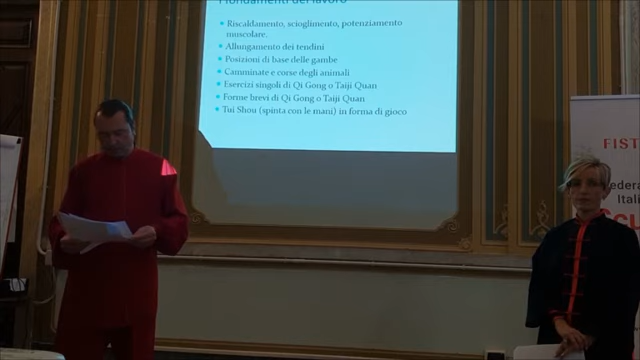 I fondamenti del lavoro
Riscaldamento, scioglimento, potenziamento
muscolare.
Allungamento dei tendini
Posizioni di base delle gambe
Camminate e corse degli animali
Esercizi singoli di Qi Gong o Taiji Quan
Forme brevi di Qi Gong o Taiji Quan
Tui Shou (spinta con le mani) in forma di gioco
FIST
Federa
Itali